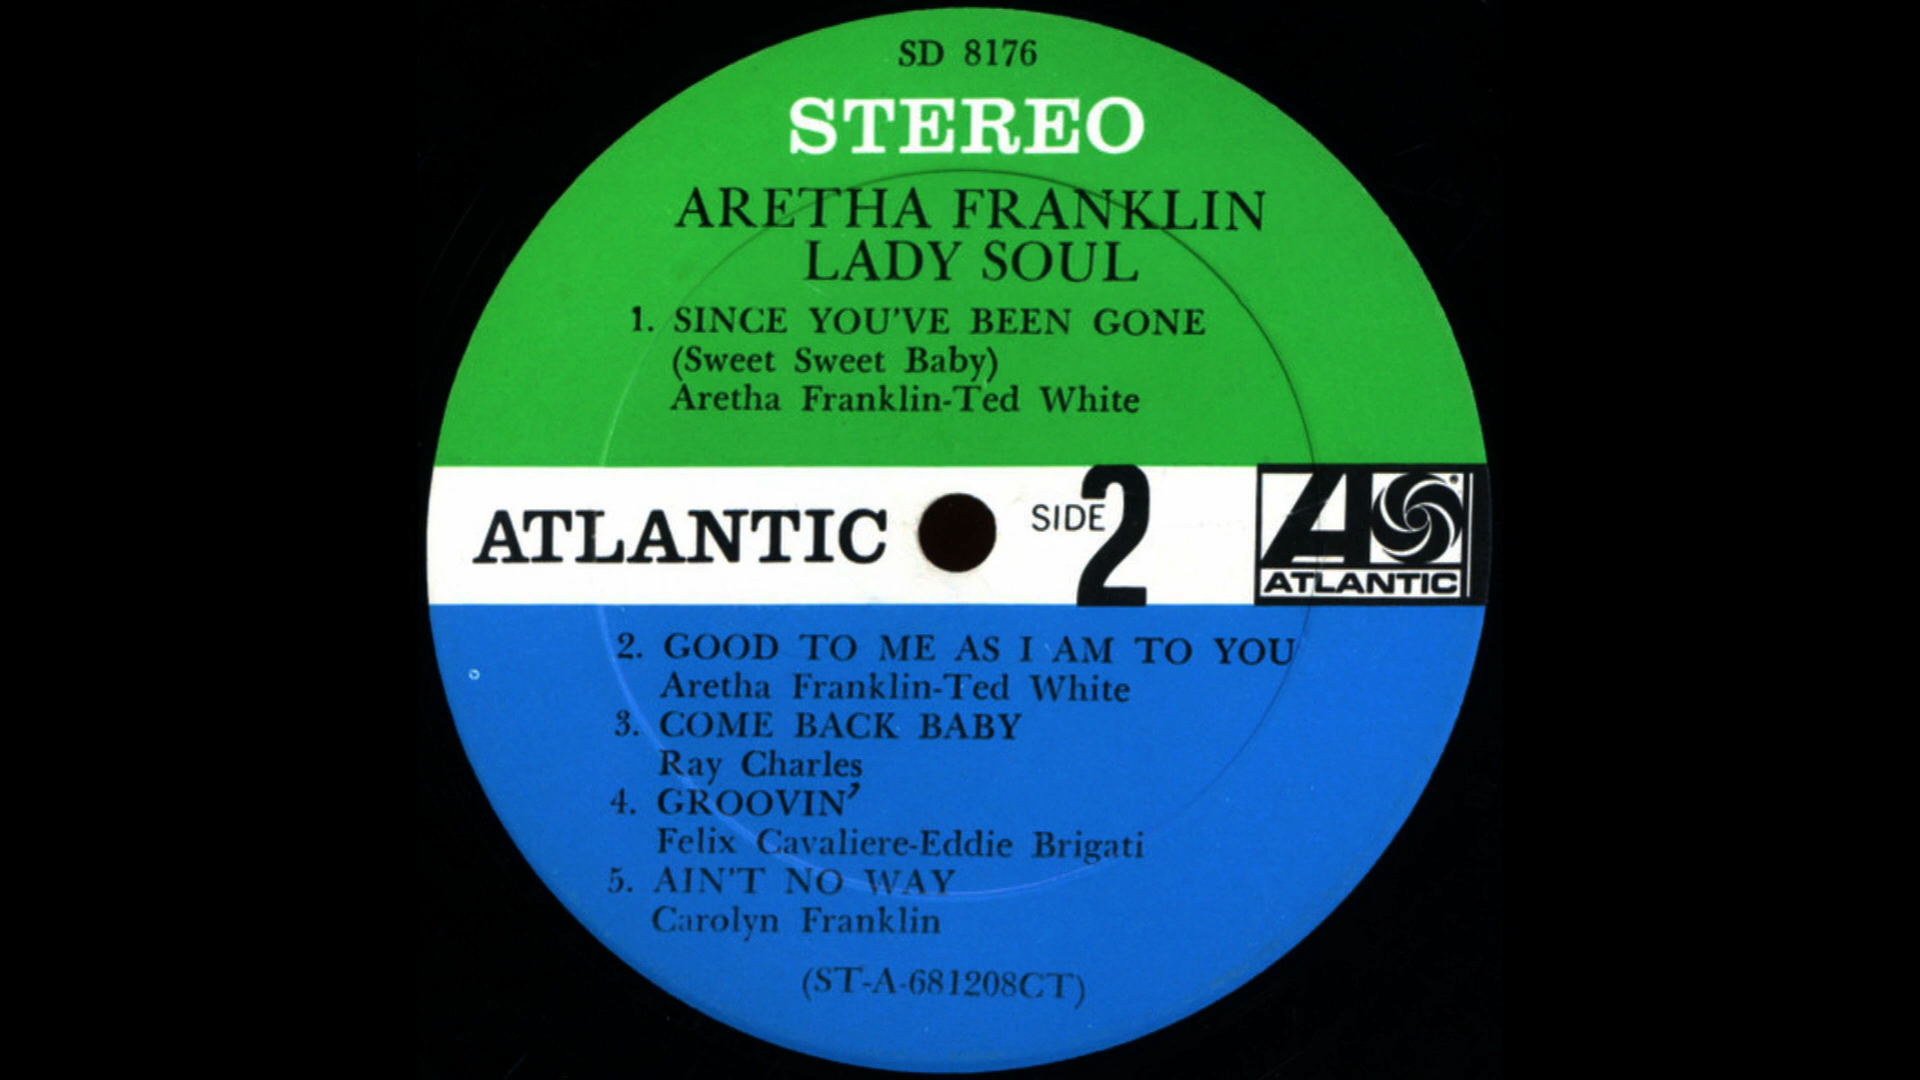 SD 8176
STEREO
ARETHA FRANKLIN
LADY SOUL
1. SINCE YOU'VE BEEN GONE
(Sweet Sweet Baby)
Aretha Franklin-Ted White
ATLANTIC
SIDE 2
ATLANTIC
2. GOOD TO ME AS I AM TO YOU
Aretha Franklin-Ted White
3. COME BACK BABY
Ray Charles
4. GROOVIN'
Felix Cavaliere-Eddie Brigati
5. AIN'T NO WAY
Carolyn Franklin
(ST-A-681208CT)